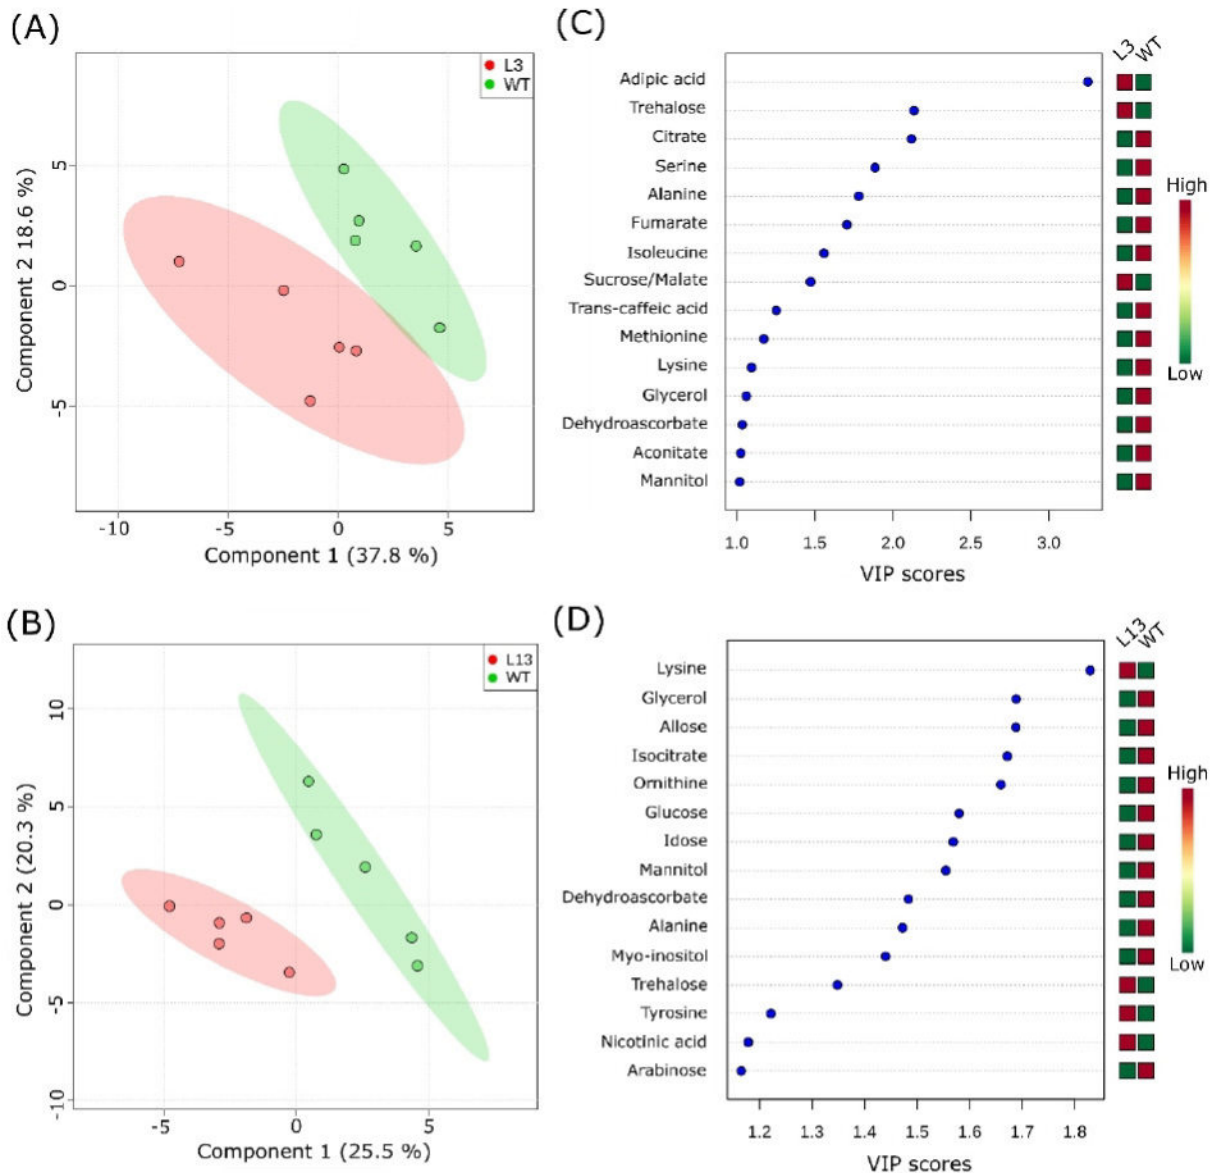 (A)
L3
WT
Component 2 18.6 %)
5
0
-5
-10
-5
0
5
Component 1 (37.8 %)
(C)
L3
WT
Adipic acid
Trehalose
Citrate
Serine
Alanine
Fumarate
Isoleucine
Sucrose/Malate
Trans-caffeic acid
Methionine
Lysine
Glycerol
Dehydroascorbate
Aconitate
Mannitol
High
Low
1.0
1.5
2.0
2.5
3.0
VIP scores
(B)
L13
WT
Component 2 (20.3 %)
10
5
0
-5
-10
-5
0
5
Component 1 (25.5 %)
(D)
L13
WT
Lysine
Glycerol
Allose
Isocitrate
Ornithine
Glucose
Idose
Mannitol
Dehydroascorbate
Alanine
Myo-inositol
Trehalose
Tyrosine
Nicotinic acid
Arabinose
High
Low
1.2
1.3
1.4
1.5
1.6
1.7
1.8
VIP scores